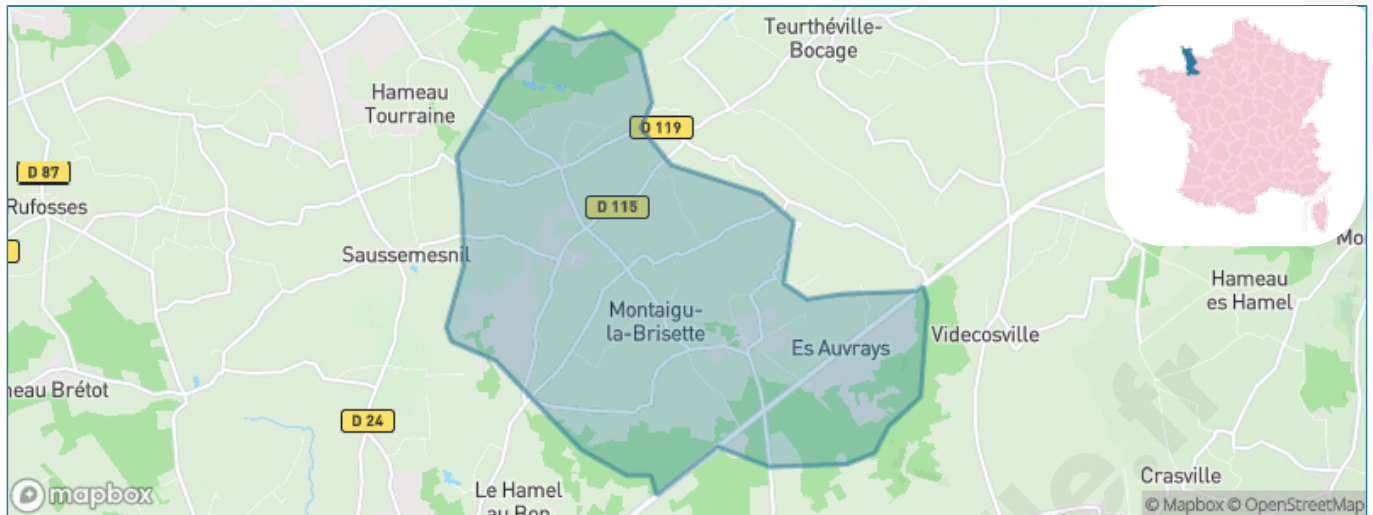 Teurthéville-
Bocage
Hameau
Tourraine
D 119
D 87
Rufosses
D 115
Saussemesnil
Mo
Hameau
es Hamel
Montaigu-
la-Brisette
Es Auvrays
Videcosville
neau Brétot
D 24
Crasville
Le Hamel
au Bon
mapbox
© Mapbox © OpenStreetMap